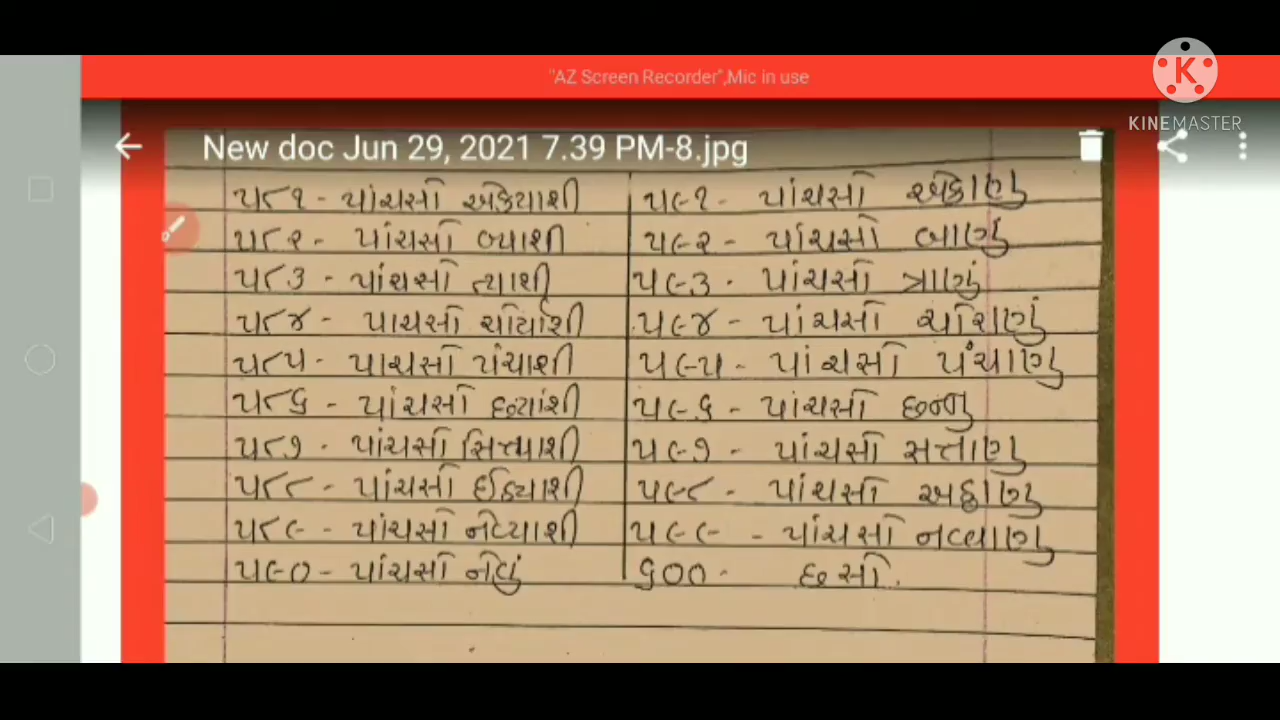 "AZ Screen Recorder",Mic in use
K
KINEMASTER
New doc Jun 29, 2021 7.39 PM-8.jpg
૫૮૧ - પાંચસો એકયાશી
૫૮૨ - પાંચસો બ્યાશી
૫૮૩ - પાંચસો ત્યાશી
૫૮૪ - પાચસો ચોર્યાશી
૫૮૫ - પાચસો પંચાશી
૫૮૬ - પાંચસો છ્યાંશી
૫૮૭ - પાંચસો સિત્યાશી
૫૮૮ - પાંચસો ઈઠ્યાશી
૫૮૯ - પાંચસો નેવ્યાશી
૫૯૦ - પાંચસો નેવું
૫૯૧ - પાંચસો એકાણું
૫૯૨ - પાંચસો બાણું
૫૯૩ - પાંચસો ત્રાણું
૫૯૪ - પાંચસો ચોરાણું
૫૯૫ - પાંચસો પંચાણું
૫૯૬ - પાંચસો છન્નુ
૫૯૭ - પાંચસો સત્તાણુ
૫૯૮ - પાંચસો અઠ્ઠાણુ
૫૯૯ - પાંચસો નવ્વાણુ
૬૦૦ - છસો.